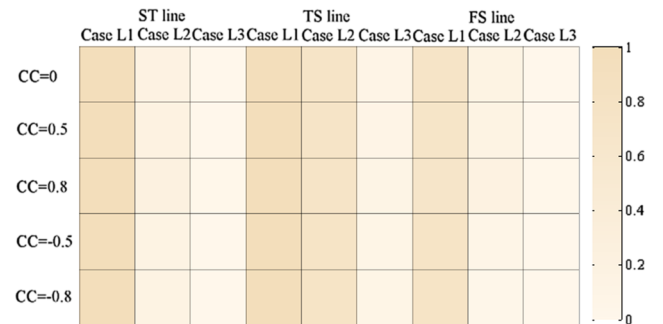 ST line TS line FS line
Case L1 Case L2 Case L3 Case L1 Case L2 Case L3 Case L1 Case L2 Case L3
1
CC=0
0.8
CC=0.5
0.6
CC=0.8
0.4
CC=-0.5
0.2
CC=-0.8
0